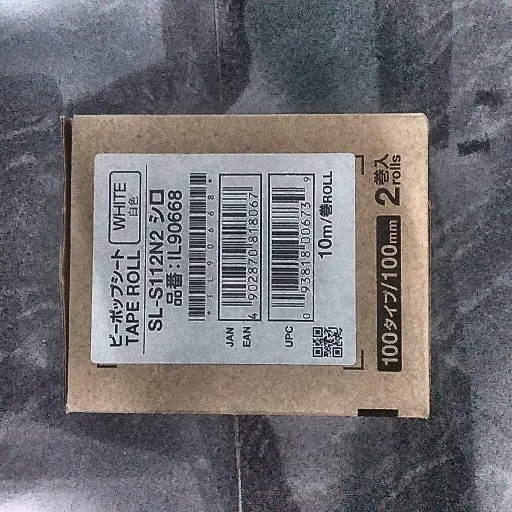 ビーポップシート
TAPE ROLL
WHITE
白色
SL-S112N2 シロ
品番：IL90668
*IL90668*
JAN
EAN
4 902870 818067
UPC
0 93818 00673 9
10m/巻ROLL
100タイプ/100mm
2巻入
rolls